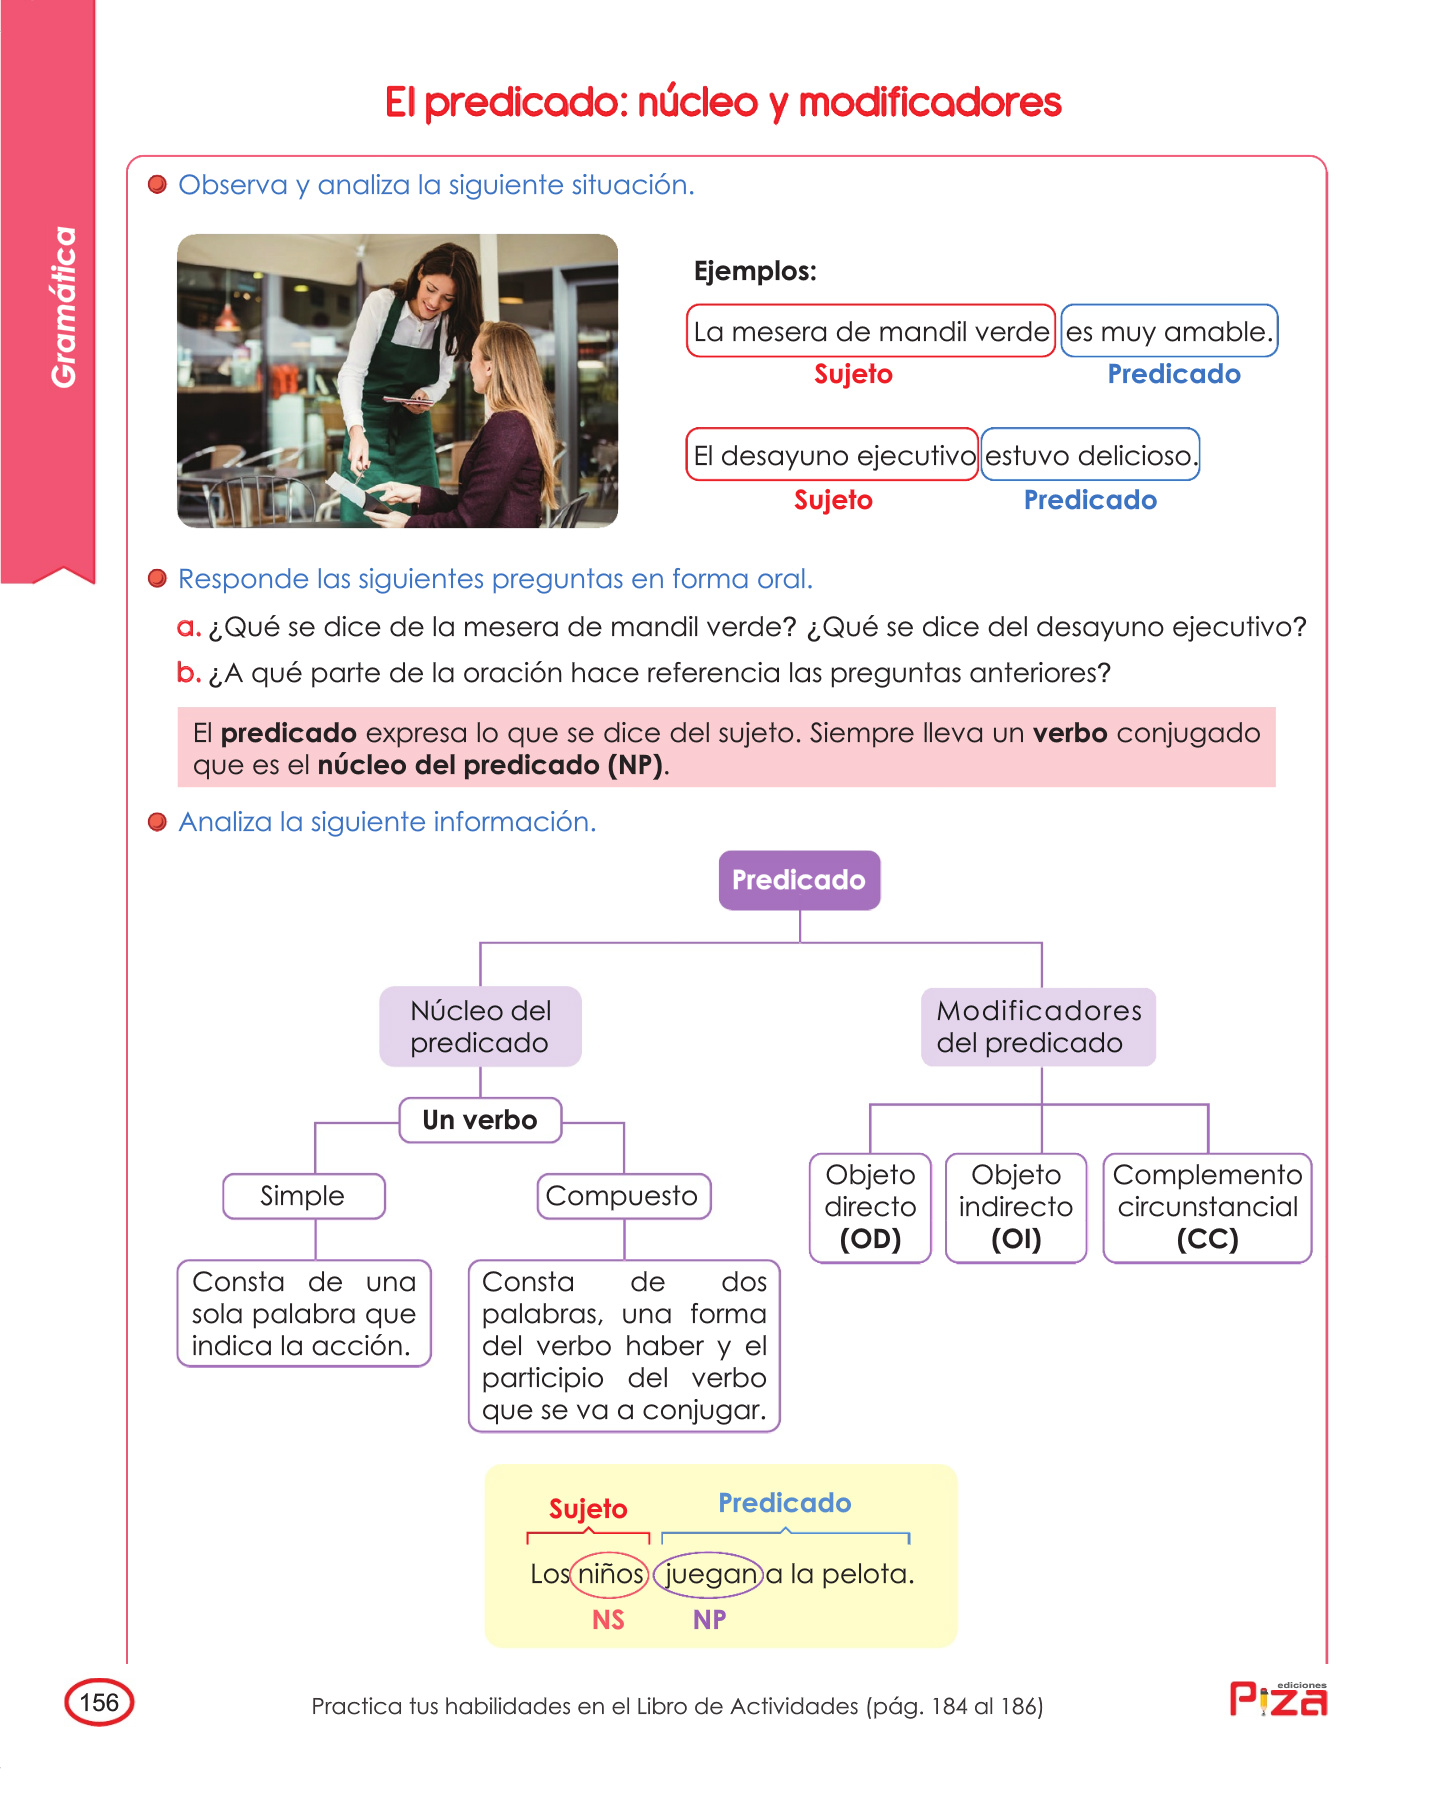 Gramática
El predicado: núcleo y modificadores
Observa y analiza la siguiente situación.
Ejemplos:
La mesera de mandil verde es muy amable.
Sujeto Predicado
El desayuno ejecutivo estuvo delicioso.
Sujeto Predicado
Responde las siguientes preguntas en forma oral.
a. ¿Qué se dice de la mesera de mandil verde? ¿Qué se dice del desayuno ejecutivo?
b. ¿A qué parte de la oración hace referencia las preguntas anteriores?
El predicado expresa lo que se dice del sujeto. Siempre lleva un verbo conjugado
que es el núcleo del predicado (NP).
Analiza la siguiente información.
Predicado
Núcleo del
predicado
Un verbo
Simple
Consta de una
sola palabra que
indica la acción.
Compuesto
Consta de dos
palabras, una forma
del verbo haber y el
participio del verbo
que se va a conjugar.
Modificadores
del predicado
Objeto
directo
(OD)
Objeto
indirecto
(OI)
Complemento
circunstancial
(CC)
Sujeto Predicado
Los niños juegan a la pelota.
NS NP
156
Practica tus habilidades en el Libro de Actividades (pág. 184 al 186)
ediciones
Piza